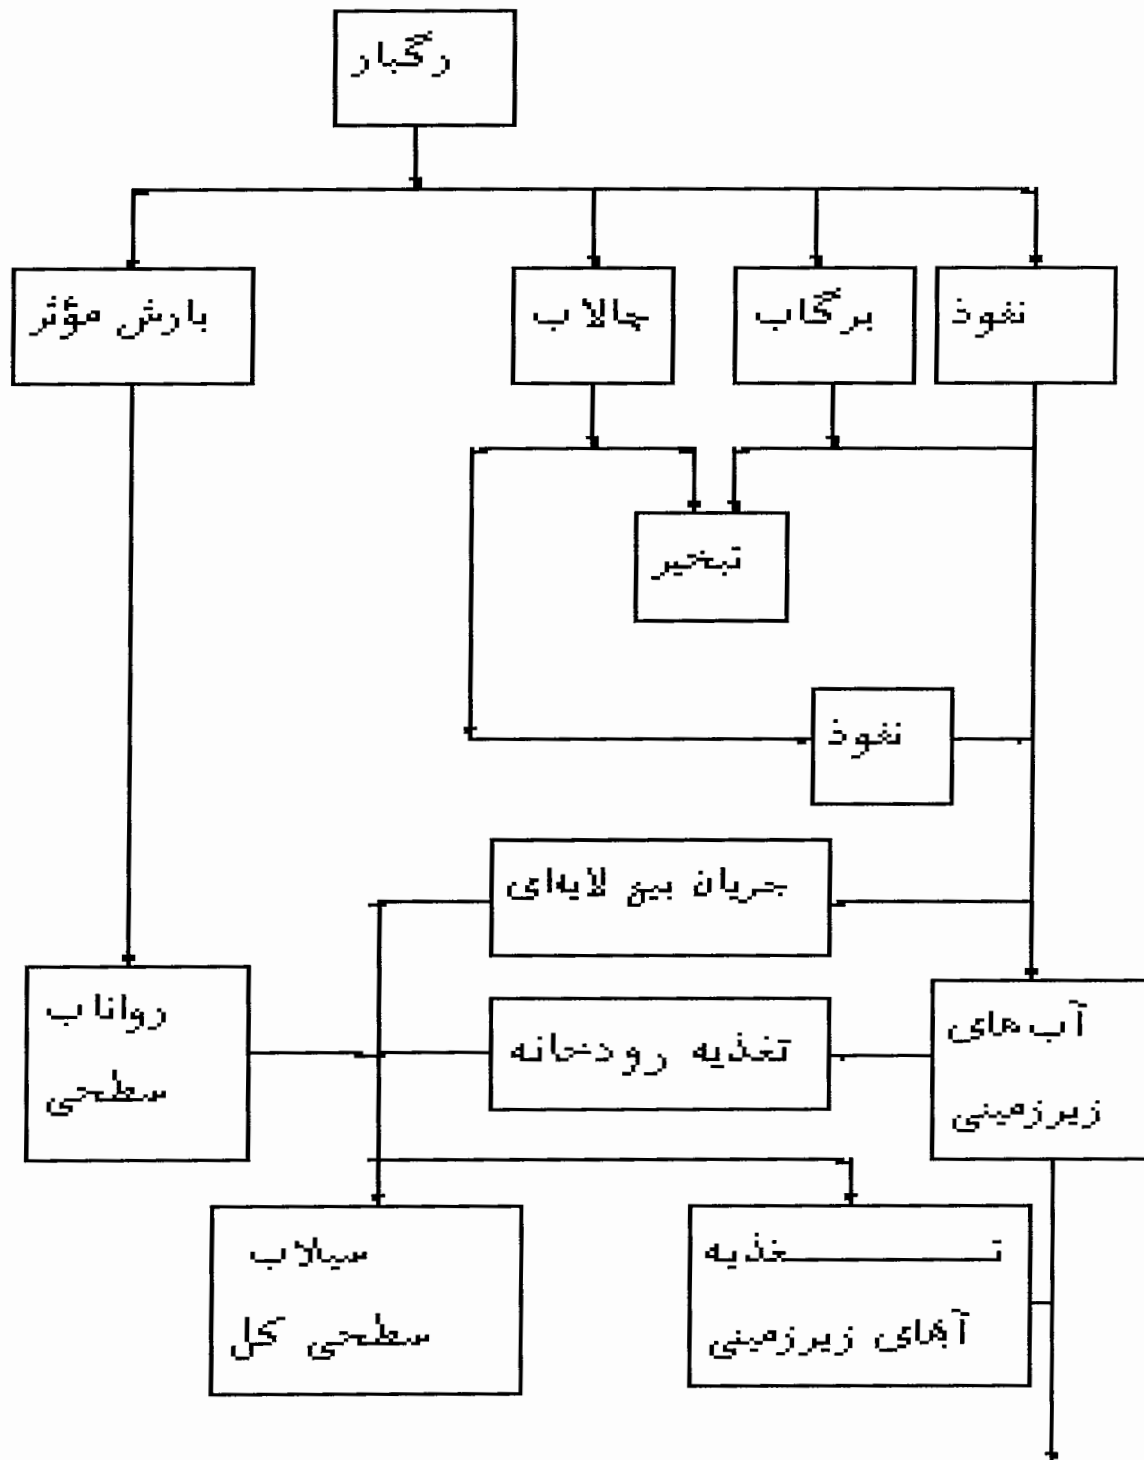 رگبار
نفوذ
برگاب
چالاب
بارش مؤثر
تبخیر
نفوذ
جریان بین لایه‌ای
آب های
زیرزمینی
تغذیه رودخانه
رواناب
سطحی
تـــــــغذیه
آبهای زیرزمینی
سیلاب
سطحی کل